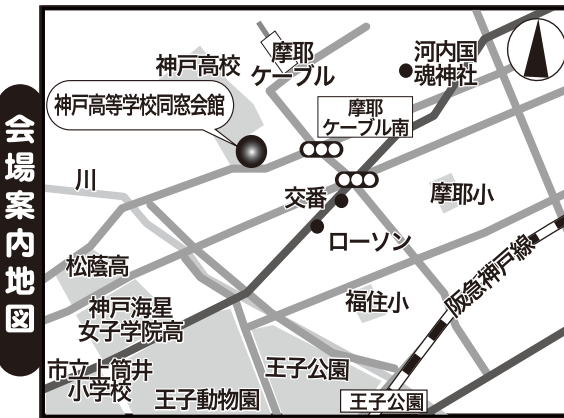 会場案内地図
神戸高校
摩耶
ケーブル
河内国
魂神社
神戸高等学校同窓会館
摩耶
ケーブル南
川
交番
摩耶小
ローソン
松蔭高
阪急神戸線
神戸海星
女子学院高
福住小
市立上筒井
小学校
王子動物園
王子公園
王子公園